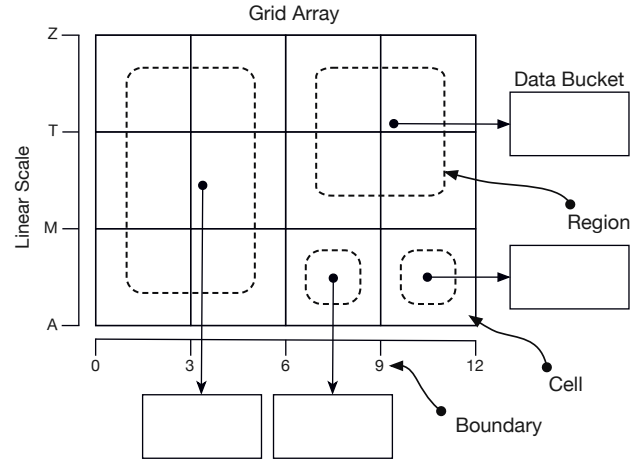 Grid Array
Z
Data Bucket
T
Linear Scale
Region
M
A
0 3 6 9 12
Cell
Boundary